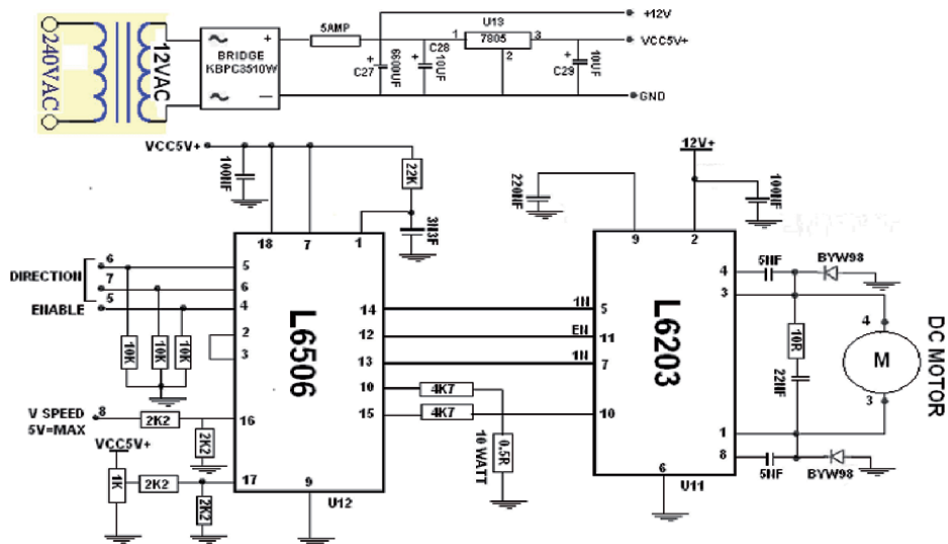 240VAC
12VAC
~ +
BRIDGE
KBPC3510W
~ —
5AMP
+
C27
6600UF
+
C28
10UF
U13
1 7805 3
2
+
C29
10UF
+12V
VCC5V+
GND
VCC5V+
100NF
22K
3N3F
18 7 1
DIRECTION
6
7
ENABLE 5
5
6
4
2
3
10K
10K
10K
V SPEED 8
5V=MAX
2K2
2K2
16
VCC5V+
1K
2K2
2K2
17
L6506
9
U12
14
12
13
10
15
1N
EN
1N
4K7
4K7
0.5R
10 WATT
5
11
7
10
220NF
12V+
100NF
9 2
L6203
6
U11
4
3
1
8
5NF
BYW98
10R
22NF
5NF
BYW98
4
M
3
DC MOTOR